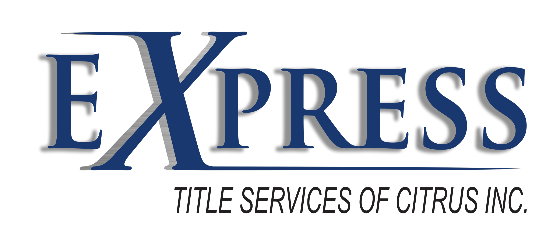 EXPRESS
TITLE SERVICES OF CITRUS INC.